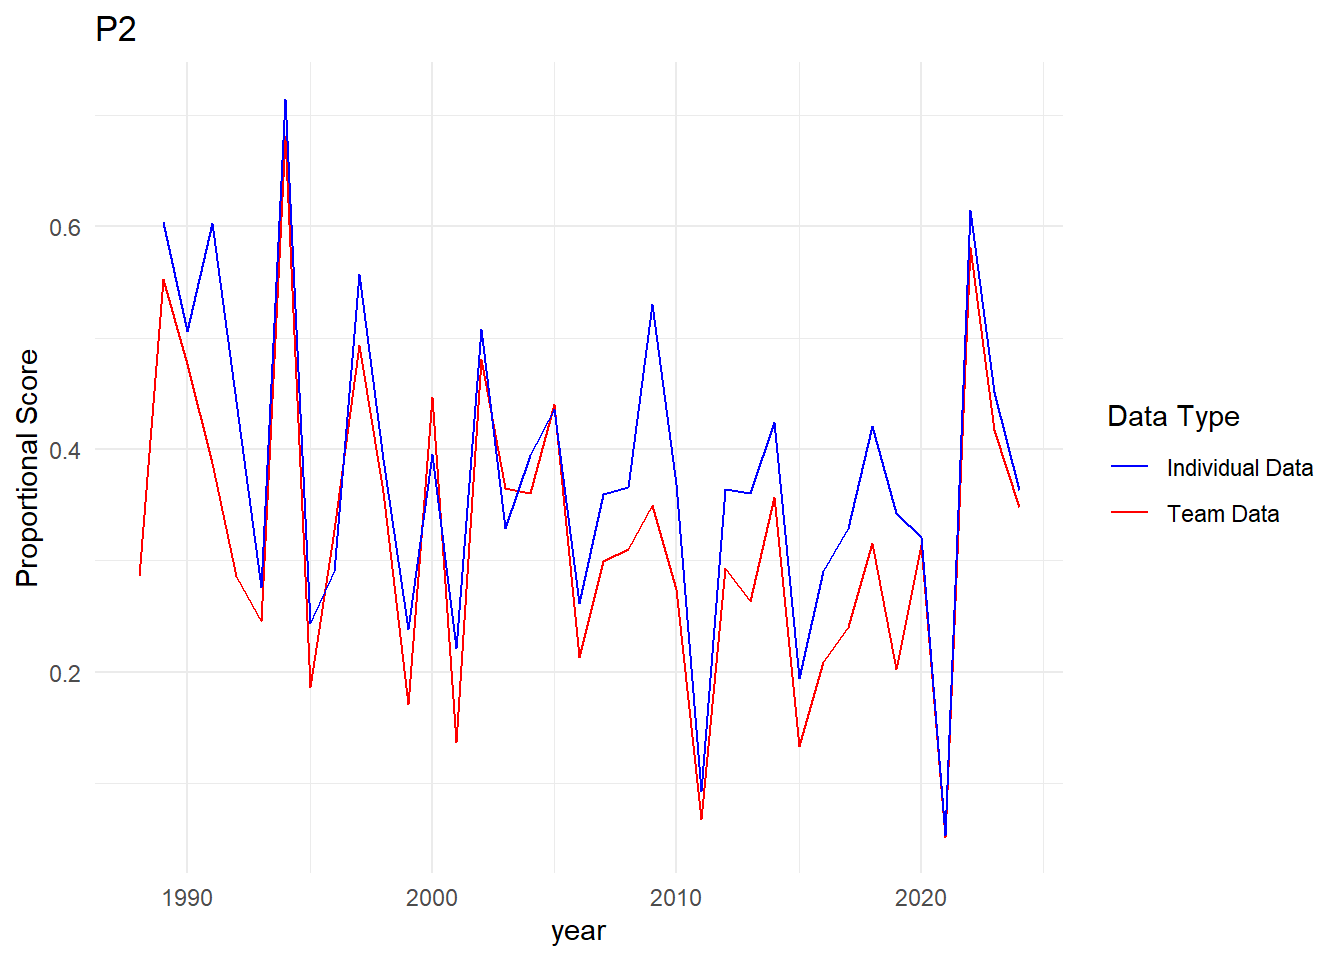 P2
Proportional Score
0.6
0.4
0.2
1990
2000
2010
2020
year
Data Type
Individual Data
Team Data